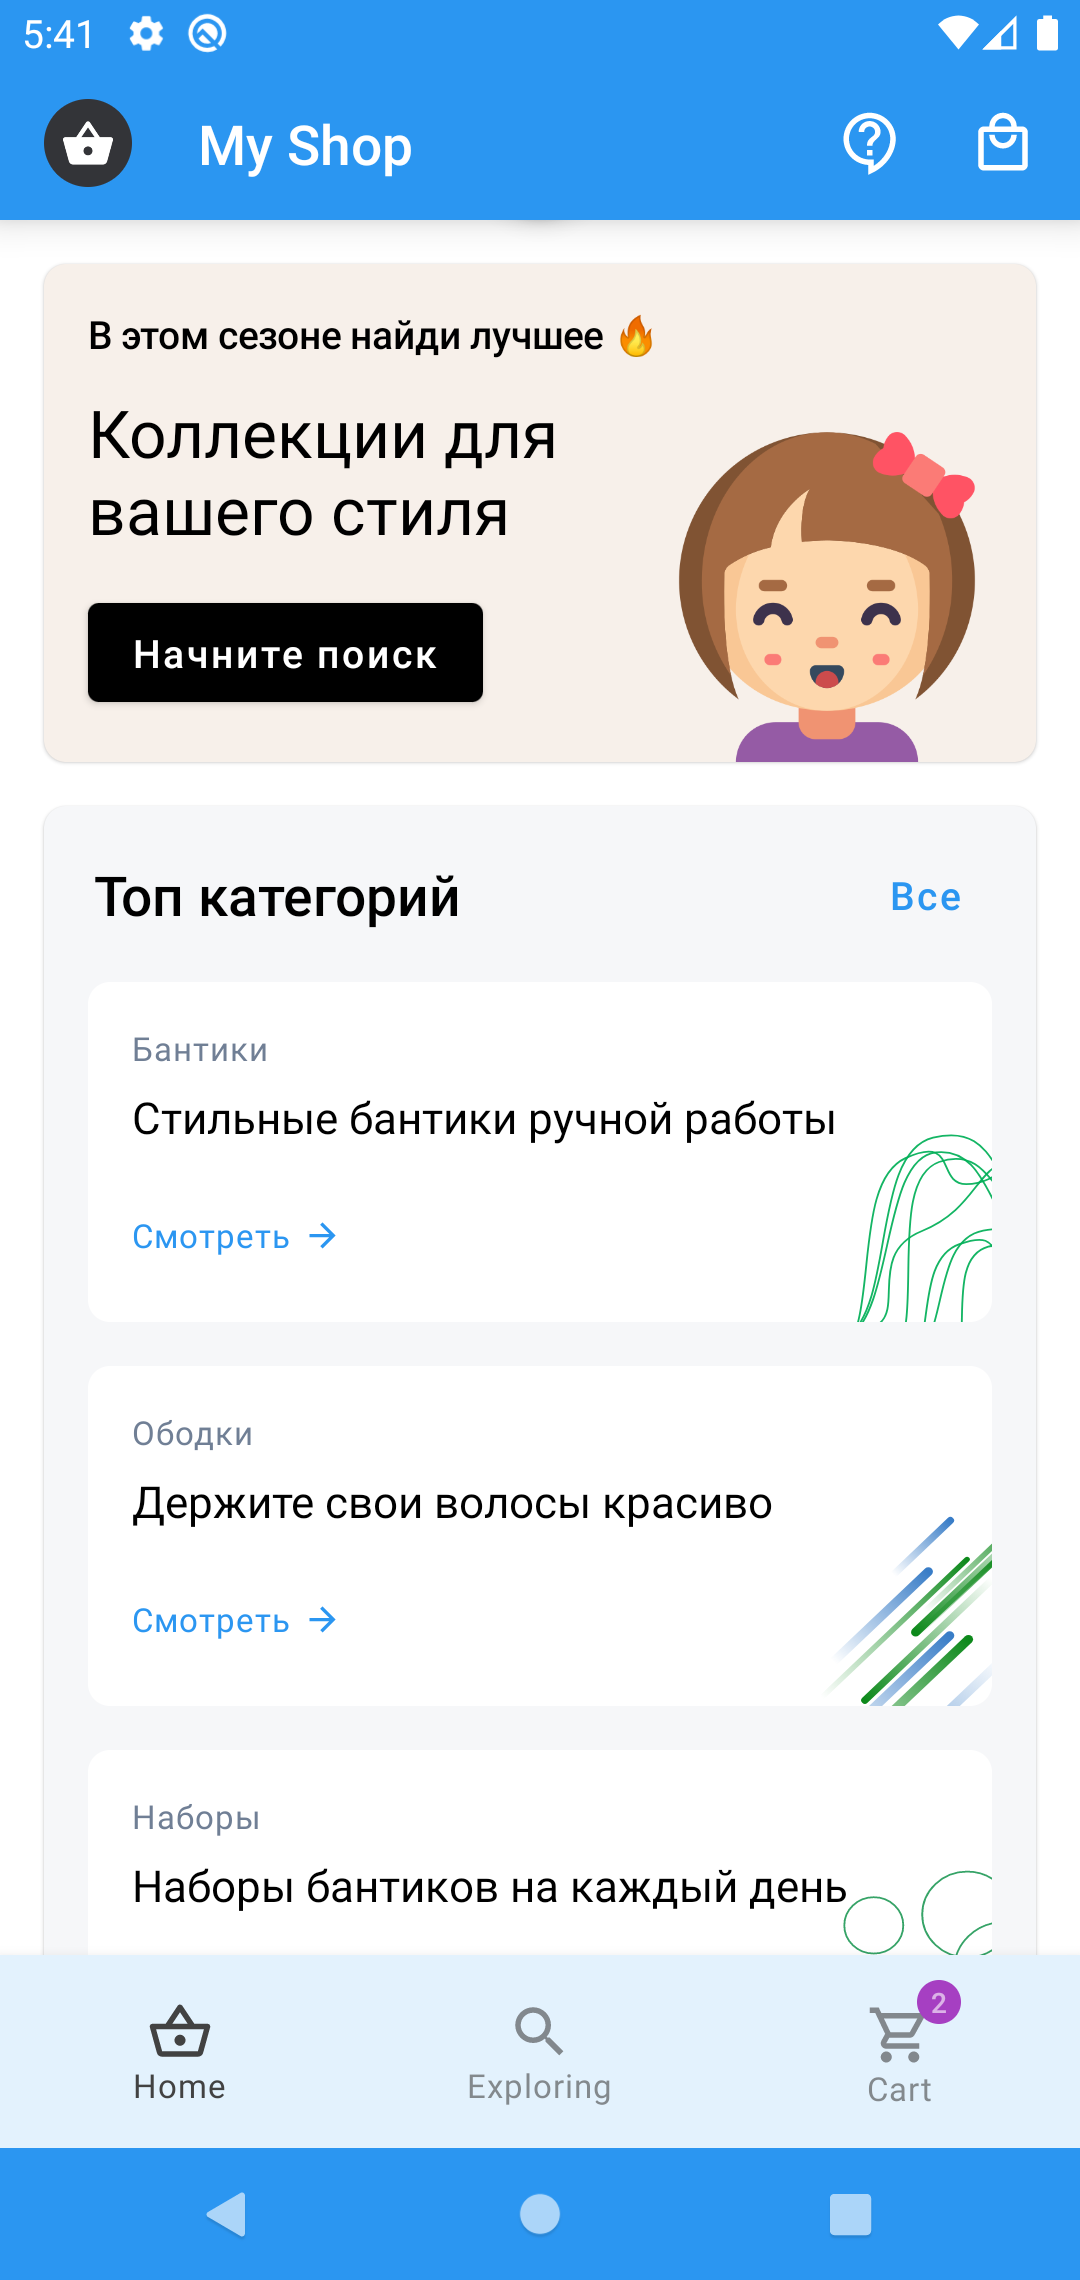 5:41
My Shop
В этом сезоне найди лучшее 🔥
Коллекции для
вашего стиля
Начните поиск
Топ категорий
Все
Бантики
Стильные бантики ручной работы
Смотреть →
Ободки
Держите свои волосы красиво
Смотреть →
Наборы
Наборы бантиков на каждый день
2
Home
Exploring
Cart